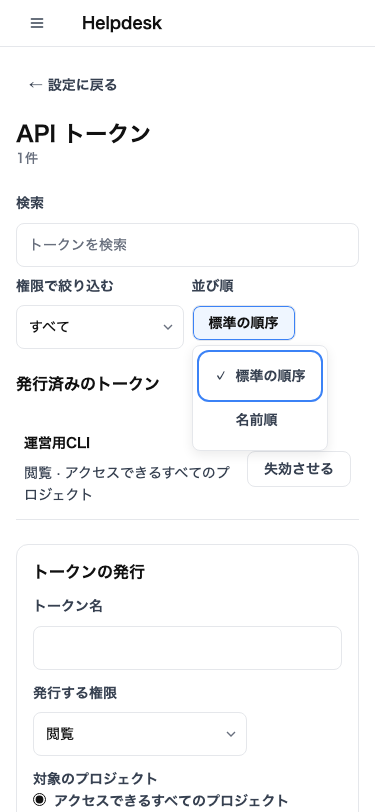 Helpdesk
← 設定に戻る
API トークン
1件
検索
トークンを検索
権限で絞り込む
並び順
すべて
標準の順序
✓ 標準の順序
名前順
発行済みのトークン
運営用CLI
閲覧 · アクセスできるすべてのプ
ロジェクト
失効させる
トークンの発行
トークン名
発行する権限
閲覧
対象のプロジェクト
アクセスできるすべてのプロジェクト